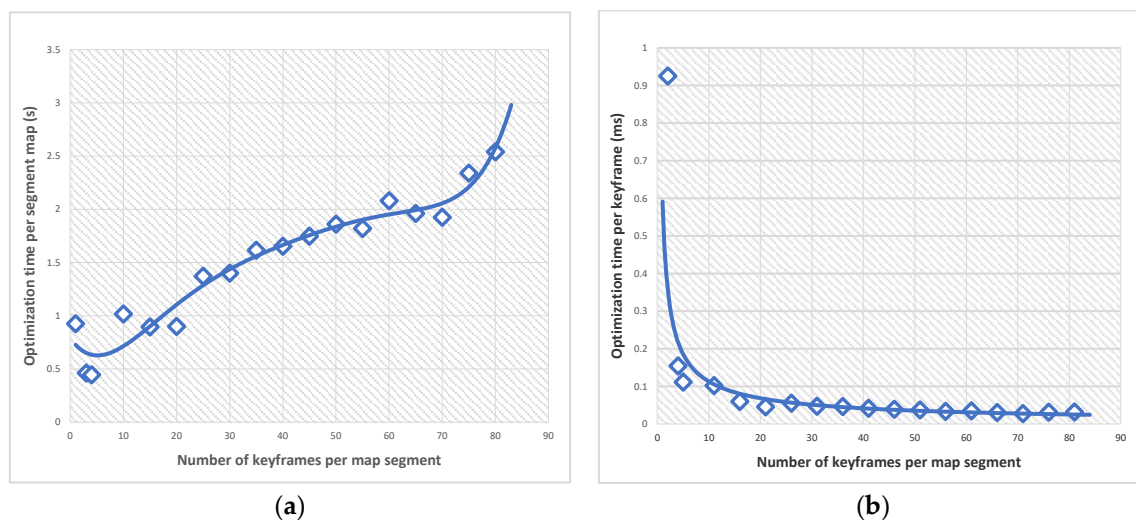 3.5
3
2.5
2
1.5
1
0.5
0
0 10 20 30 40 50 60 70 80 90
Optimization time per segment map (s)
Number of keyframes per map segment
(a)
1
0.9
0.8
0.7
0.6
0.5
0.4
0.3
0.2
0.1
0
0 10 20 30 40 50 60 70 80 90
Optimization time per keyframe (ms)
Number of keyframes per map segment
(b)